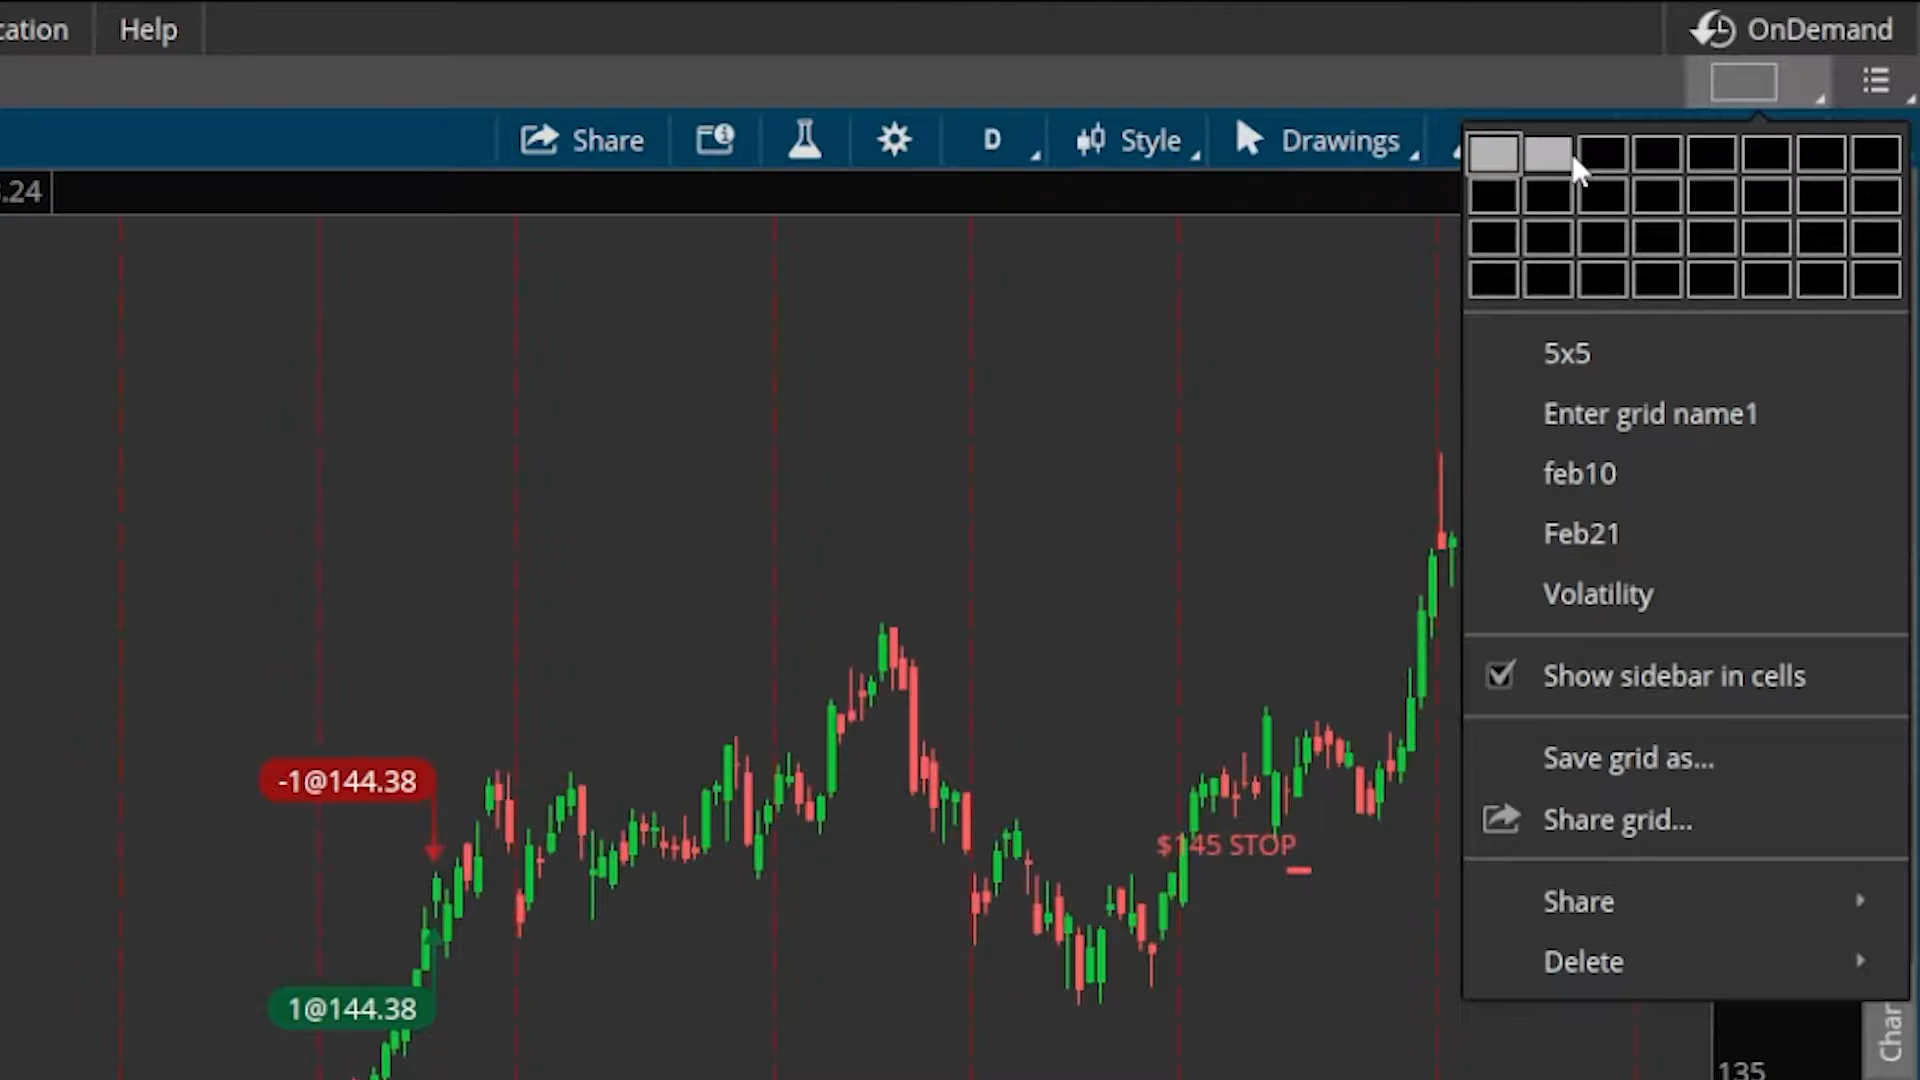 cation Help OnDemand
Share D Style Drawings
.24
5x5
Enter grid name1
feb10
Feb21
Volatility
Show sidebar in cells
-1@144.38
Save grid as...
Share grid...
$145 STOP
Share
Delete
1@144.38
Char
135